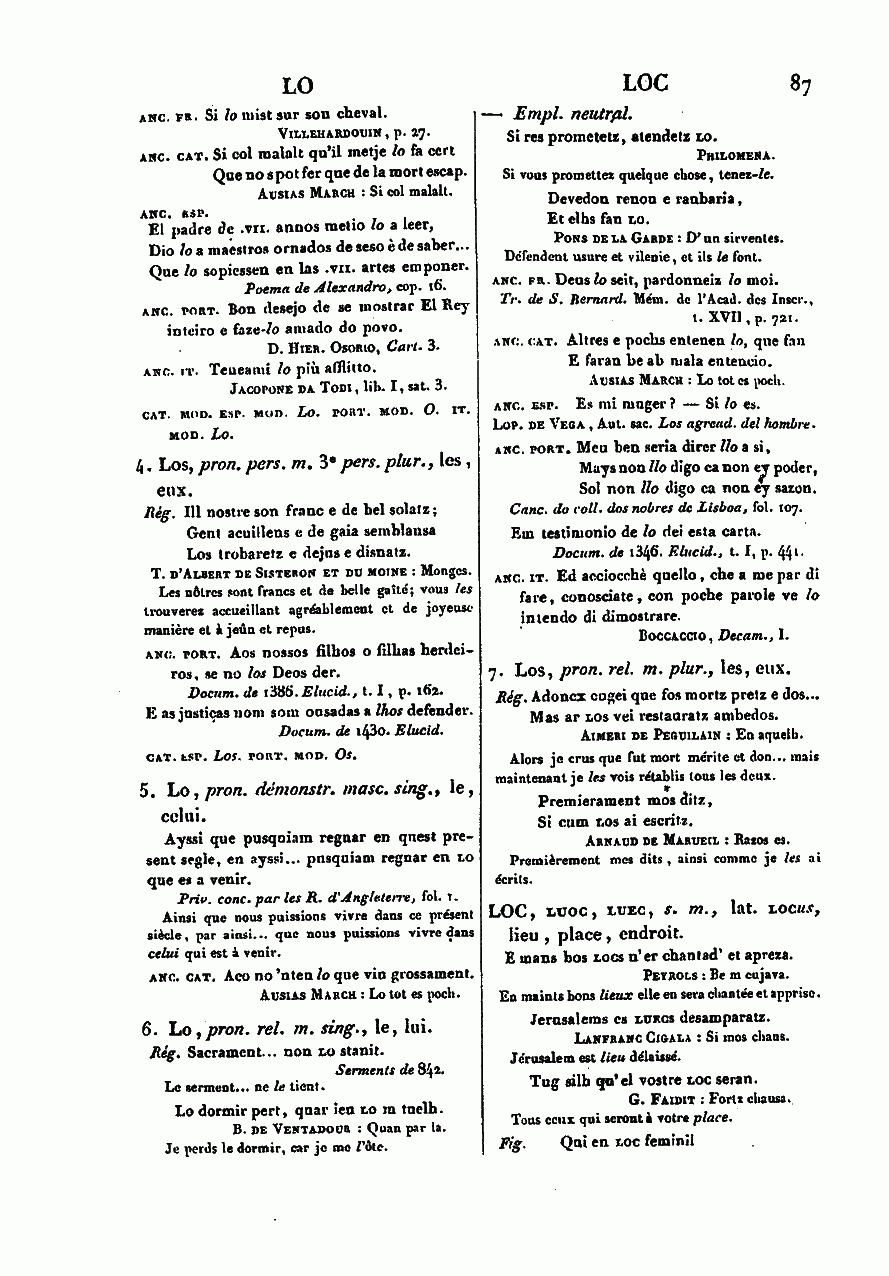 LO
LOC
87
ANC. FR. Si lo mist sur son cheval.
VILLEHARDOUIN, p. 27.
ANC. CAT. Si col malalt qu'il metje lo fa cert
Que no spot fer que de la mort escap.
AUSIAS MARCH : Si col malalt.
ANC. ESP.
El padre de .VII. annos metio lo a leer,
Dio lo a maestros ornados de seso è de saber...
Que lo sopiessen en las .VII. artes emponer.
Poema de Alexandro, cop. 16.
ANC. PORT. Bon desejo de se mostrar El Rey
inteiro e faze-lo amado do povo.
D. HIER. OSORIO, Cart. 3.
ANC. IT. Teneami lo più afflitto.
JACOPONE DA TODI, lib. I, sat. 3.
CAT. MOD. ESP. MOD. Lo. PORT. MOD. O. IT.
MOD. Lo.
4. Los, pron. pers. m. 3e pers. plur., les,
eux.
Rég. Ill nostre son franc e de bel solatz;
Gent acuillens e de gaia semblansa
Los trobaretz e dejus e disnatz.
T. D'ALBERT DE SISTERON ET DU MOINE : Monges.
Les nôtres sont francs et de belle gaîté; vous les
trouverez accueillant agréablement et de joyeuse
manière et à jeûn et repus.
ANC. PORT. Aos nossos filhos o filhas herdei-
ros, se no los Deos der.
Docum. de 1386. Elucid., t. I, p. 162.
E as justiças nom som ousadas a lhos defender.
Docum. de 1430. Elucid.
CAT. ESP. Los. PORT. MOD. Os.
5. Lo, pron. démonstr. masc. sing., le,
celui.
Ayssi que pusquiam regnar en quest pre-
sent segle, en ayssi... pusquiam regnar en LO
que es a venir.
Priv. conc. par les R. d'Angleterre, fol. 1.
Ainsi que nous puissions vivre dans ce présent
siècle, par ainsi... que nous puissions vivre dans
celui qui est à venir.
ANC. CAT. Aco no 'nten lo que vin grossament.
AUSIAS MARCH : Lo tot es poch.
6. Lo, pron. rel. m. sing., le, lui.
Rég. Sacrament... non LO stanit.
Serments de 842.
Le serment... ne le tient.
Lo dormir pert, quar ieu LO m tuelh.
B. DE VENTADOUR : Quan par la.
Je perds le dormir, car je me l'ôte.
— Empl. neutral.
Si res prometetz, atendetz LO.
PHILOMENA.
Si vous promettez quelque chose, tenez-le.
Devedon renou e raubaria,
Et elhs fan LO.
PONS DE LA GARDE : D'un sirventes.
Défendent usure et vilenie, et ils le font.
ANC. FR. Deus lo seit, pardonneiz lo moi.
Tr. de S. Bernard. Mém. de l'Acad. des Inscr.,
t. XVII, p. 721.
ANC. CAT. Altres e pochs entenen lo, que fan
E faran be ab mala entencio.
AUSIAS MARCH : Lo tot es poch.
ANC. ESP. Es mi muger? — Si lo es.
LOP. DE VEGA, Aut. sac. Los agread. del hombre.
ANC. PORT. Meu ben seria direr llo a si,
Mays non llo digo ca non ey poder,
Sol non llo digo ca non ey sazon.
Canc. do coll. dos nobres de Lisboa, fol. 107.
Em testimonio de lo dei esta carta.
Docum. de 1346. Elucid., t. I, p. 441.
ANC. IT. Ed acciocchè quello, che a me par di
fare, conosciate, con poche parole ve lo
intendo di dimostrare.
BOCCACCIO, Decam., I.
7. Los, pron. rel. m. plur., les, eux.
Rég. Adoncx cugei que fos mortz pretz e dos...
Mas ar LOS vei restauratz ambedos.
AIMERI DE PEGUILAIN : En aquelh.
Alors je crus que fut mort mérite et don... mais
maintenant je les vois rétablis tous les deux.
Premierament mos ditz,
Si cum LOS ai escritz.
ARNAUD DE MARUEIL : Razos es.
Premièrement mes dits, ainsi comme je les ai
écrits.
LOC, LUOC, LUEC, s. m., lat. LOCUS,
lieu, place, endroit.
E mans bos LOCS n'er chantad' et apreza.
PEYROLS : Be m cujava.
En maints bons lieux elle en sera chantée et apprise.
Jerusalems es LUECS desamparatz.
LANFRANC CIGALA : Si mos chans.
Jérusalem est lieu délaissé.
Tug silh qu'el vostre LOC seran.
G. FAIDIT : Fortz chausa.
Tous ceux qui seront à votre place.
Fig. Qui en LOC feminil